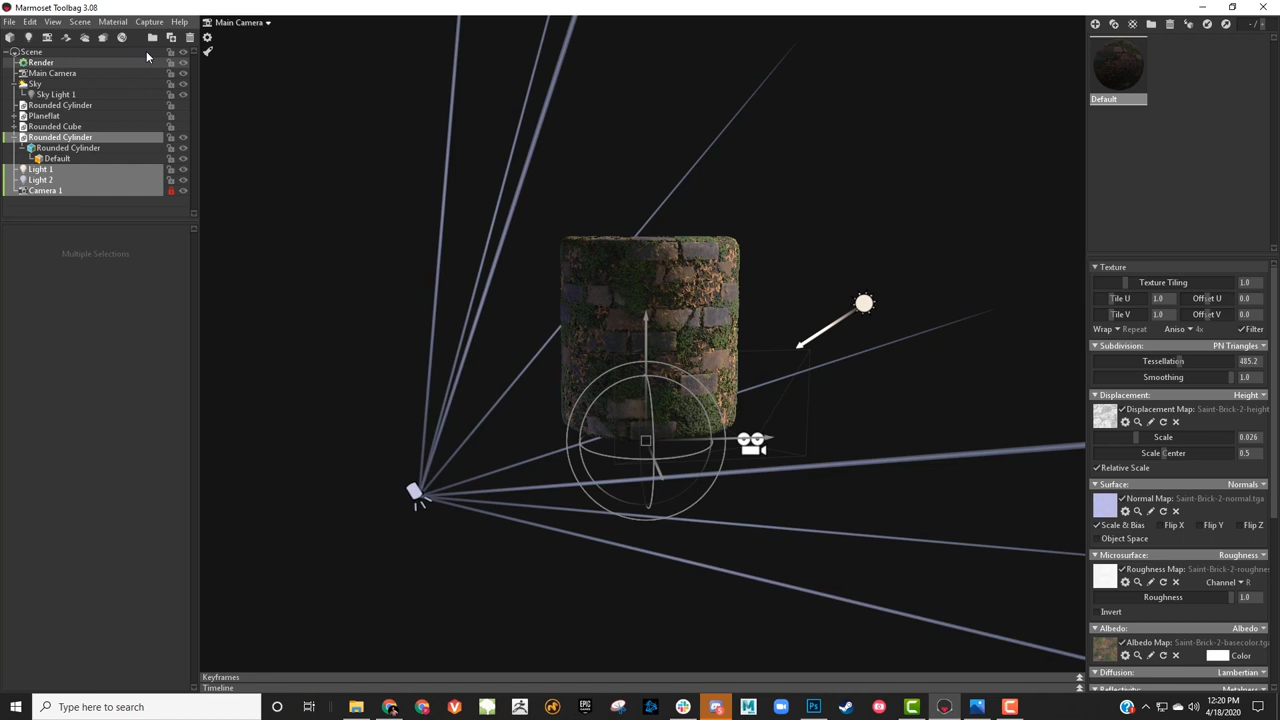 Marmoset Toolbag 3.08
File Edit View Scene Material Capture Help
Main Camera
- /
Scene
Render
Main Camera
Sky
Sky Light 1
Rounded Cylinder
Planeflat
Rounded Cube
Rounded Cylinder
Rounded Cylinder
Default
Light 1
Light 2
Camera 1
Multiple Selections
Default
Texture
Texture Tiling 1.0
Tile U 1.0 Offset U 0.0
Tile V 1.0 Offset V 0.0
Wrap Repeat Aniso 4x Filter
Subdivision: PN Triangles
Tessellation 485.2
Smoothing 1.0
Displacement: Height
Displacement Map: Saint-Brick-2-height
Scale 0.026
Scale Center 0.5
Relative Scale
Surface: Normals
Normal Map: Saint-Brick-2-normal.tga
Scale & Bias Flip X Flip Y Flip Z
Object Space
Microsurface: Roughness
Roughness Map: Saint-Brick-2-roughnes
Channel R
Roughness 1.0
Invert
Albedo: Albedo
Albedo Map: Saint-Brick-2-basecolor.tga
Color
Diffusion: Lambertian
Reflectivity: Metalness
Keyframes
Timeline
Type here to search
12:20 PM
4/18/2020